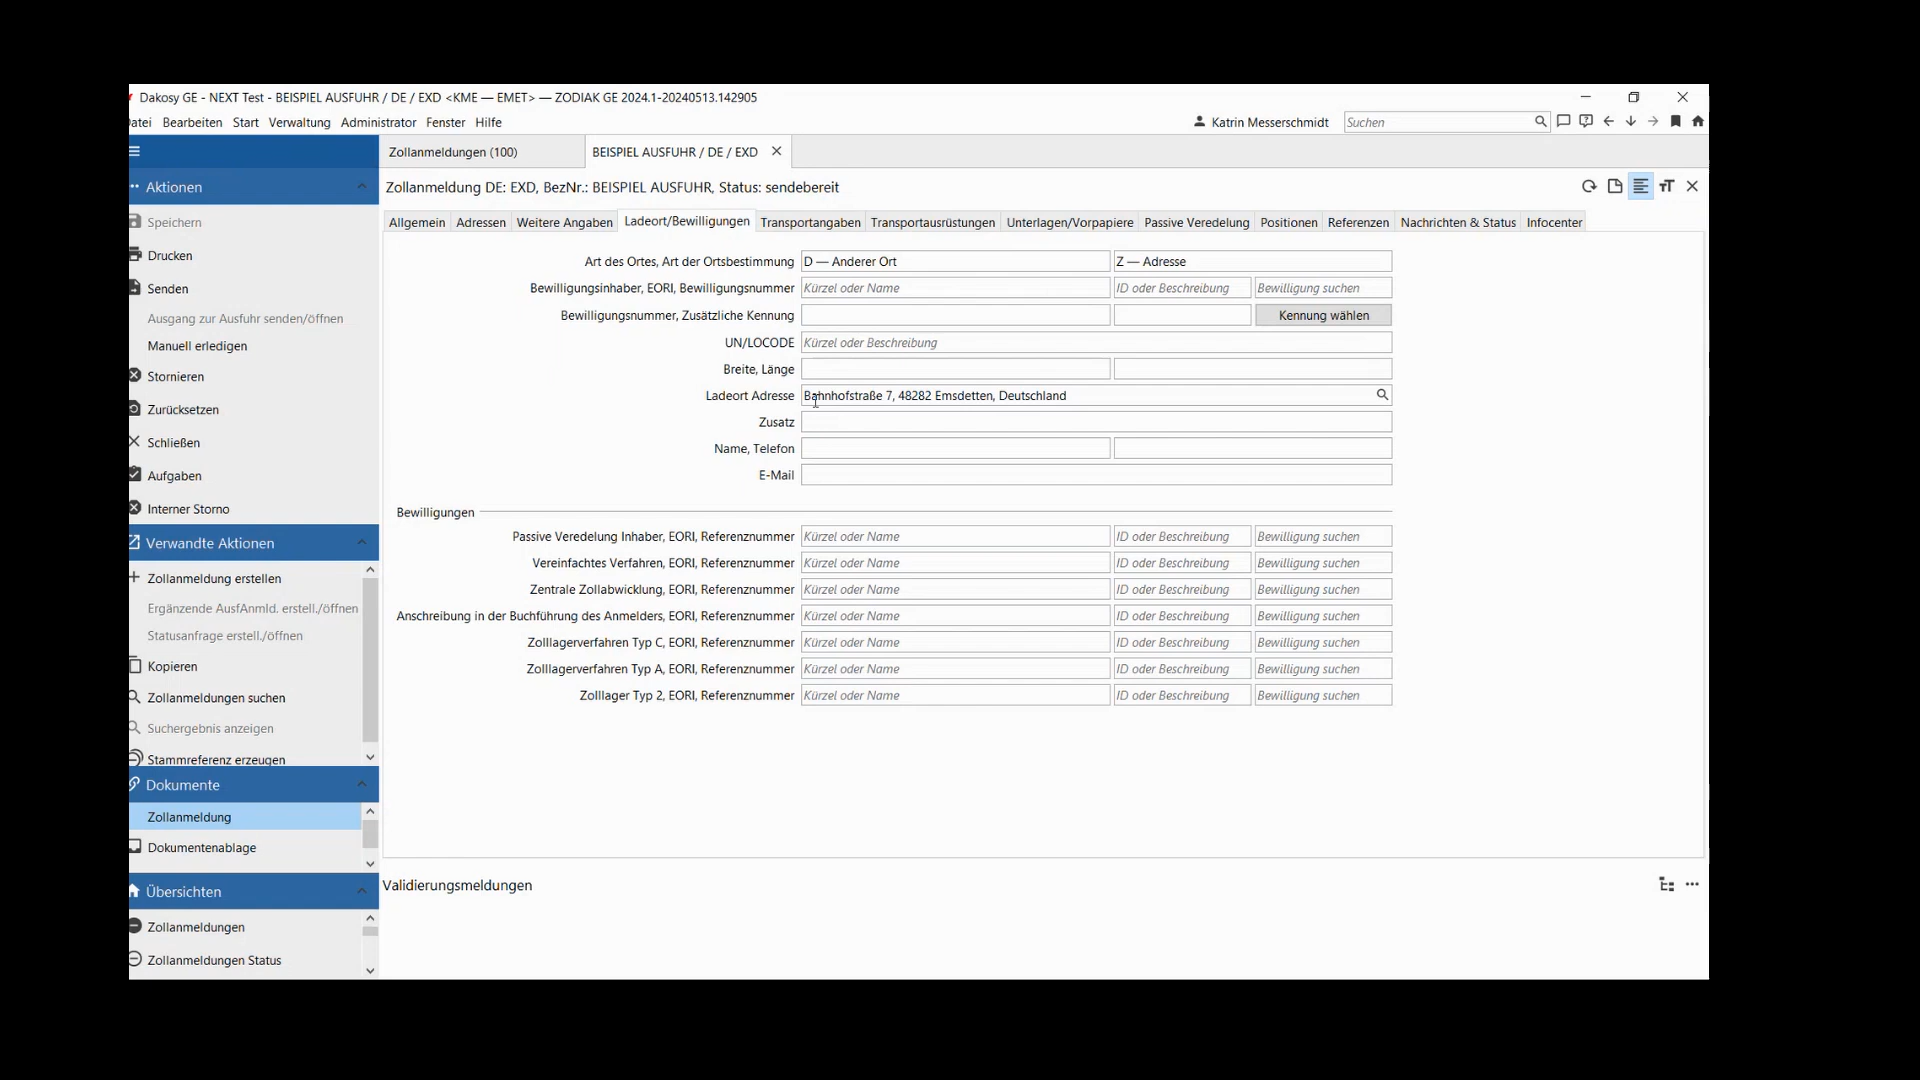 Dakosy GE - NEXT Test - BEISPIEL AUSFUHR / DE / EXD <KME — EMET> — ZODIAK GE 2024.1-20240513.142905
atei Bearbeiten Start Verwaltung Administrator Fenster Hilfe
Katrin Messerschmidt Suchen
Zollanmeldungen (100) BEISPIEL AUSFUHR / DE / EXD
Aktionen
Speichern
Drucken
Senden
Ausgang zur Ausfuhr senden/öffnen
Manuell erledigen
Stornieren
Zurücksetzen
Schließen
Aufgaben
Interner Storno
Verwandte Aktionen
Zollanmeldung erstellen
Ergänzende AusfAnmld. erstell./öffnen
Statusanfrage erstell./öffnen
Kopieren
Zollanmeldungen suchen
Suchergebnis anzeigen
Stammreferenz erzeugen
Dokumente
Zollanmeldung
Dokumentenablage
Übersichten
Zollanmeldungen
Zollanmeldungen Status
Zollanmeldung DE: EXD, BezNr.: BEISPIEL AUSFUHR, Status: sendebereit
Allgemein Adressen Weitere Angaben Ladeort/Bewilligungen Transportangaben Transportausrüstungen Unterlagen/Vorpapiere Passive Veredelung Positionen Referenzen Nachrichten & Status Infocenter
Art des Ortes, Art der Ortsbestimmung D — Anderer Ort Z — Adresse
Bewilligungsinhaber, EORI, Bewilligungsnummer Kürzel oder Name ID oder Beschreibung Bewilligung suchen
Bewilligungsnummer, Zusätzliche Kennung Kennung wählen
UN/LOCODE Kürzel oder Beschreibung
Breite, Länge
Ladeort Adresse Bahnhofstraße 7, 48282 Emsdetten, Deutschland
Zusatz
Name, Telefon
E-Mail
Bewilligungen
Passive Veredelung Inhaber, EORI, Referenznummer Kürzel oder Name ID oder Beschreibung Bewilligung suchen
Vereinfachtes Verfahren, EORI, Referenznummer Kürzel oder Name ID oder Beschreibung Bewilligung suchen
Zentrale Zollabwicklung, EORI, Referenznummer Kürzel oder Name ID oder Beschreibung Bewilligung suchen
Anschreibung in der Buchführung des Anmelders, EORI, Referenznummer Kürzel oder Name ID oder Beschreibung Bewilligung suchen
Zolllagerverfahren Typ C, EORI, Referenznummer Kürzel oder Name ID oder Beschreibung Bewilligung suchen
Zolllagerverfahren Typ A, EORI, Referenznummer Kürzel oder Name ID oder Beschreibung Bewilligung suchen
Zolllager Typ 2, EORI, Referenznummer Kürzel oder Name ID oder Beschreibung Bewilligung suchen
Validierungsmeldungen